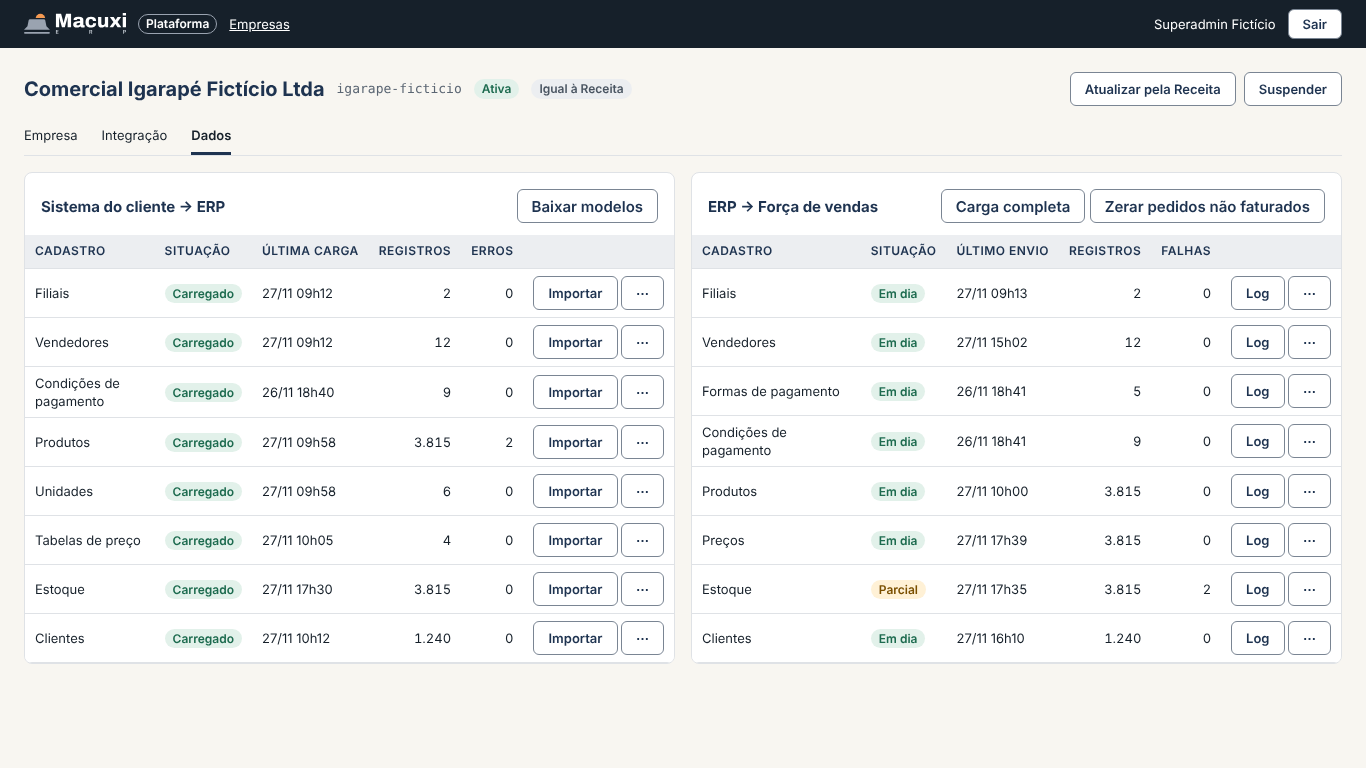 Macuxi
E R P
Plataforma
Empresas
Superadmin Fictício
Sair
Comercial Igarapé Fictício Ltda
igarape-ficticio
Ativa
Igual à Receita
Atualizar pela Receita
Suspender
Empresa
Integração
Dados
Sistema do cliente → ERP
Baixar modelos
CADASTRO SITUAÇÃO ÚLTIMA CARGA REGISTROS ERROS
Filiais Carregado 27/11 09h12 2 0 Importar ···
Vendedores Carregado 27/11 09h12 12 0 Importar ···
Condições de
pagamento Carregado 26/11 18h40 9 0 Importar ···
Produtos Carregado 27/11 09h58 3.815 2 Importar ···
Unidades Carregado 27/11 09h58 6 0 Importar ···
Tabelas de preço Carregado 27/11 10h05 4 0 Importar ···
Estoque Carregado 27/11 17h30 3.815 0 Importar ···
Clientes Carregado 27/11 10h12 1.240 0 Importar ···
ERP → Força de vendas
Carga completa
Zerar pedidos não faturados
CADASTRO SITUAÇÃO ÚLTIMO ENVIO REGISTROS FALHAS
Filiais Em dia 27/11 09h13 2 0 Log ···
Vendedores Em dia 27/11 15h02 12 0 Log ···
Formas de pagamento Em dia 26/11 18h41 5 0 Log ···
Condições de
pagamento Em dia 26/11 18h41 9 0 Log ···
Produtos Em dia 27/11 10h00 3.815 0 Log ···
Preços Em dia 27/11 17h39 3.815 0 Log ···
Estoque Parcial 27/11 17h35 3.815 2 Log ···
Clientes Em dia 27/11 16h10 1.240 0 Log ···